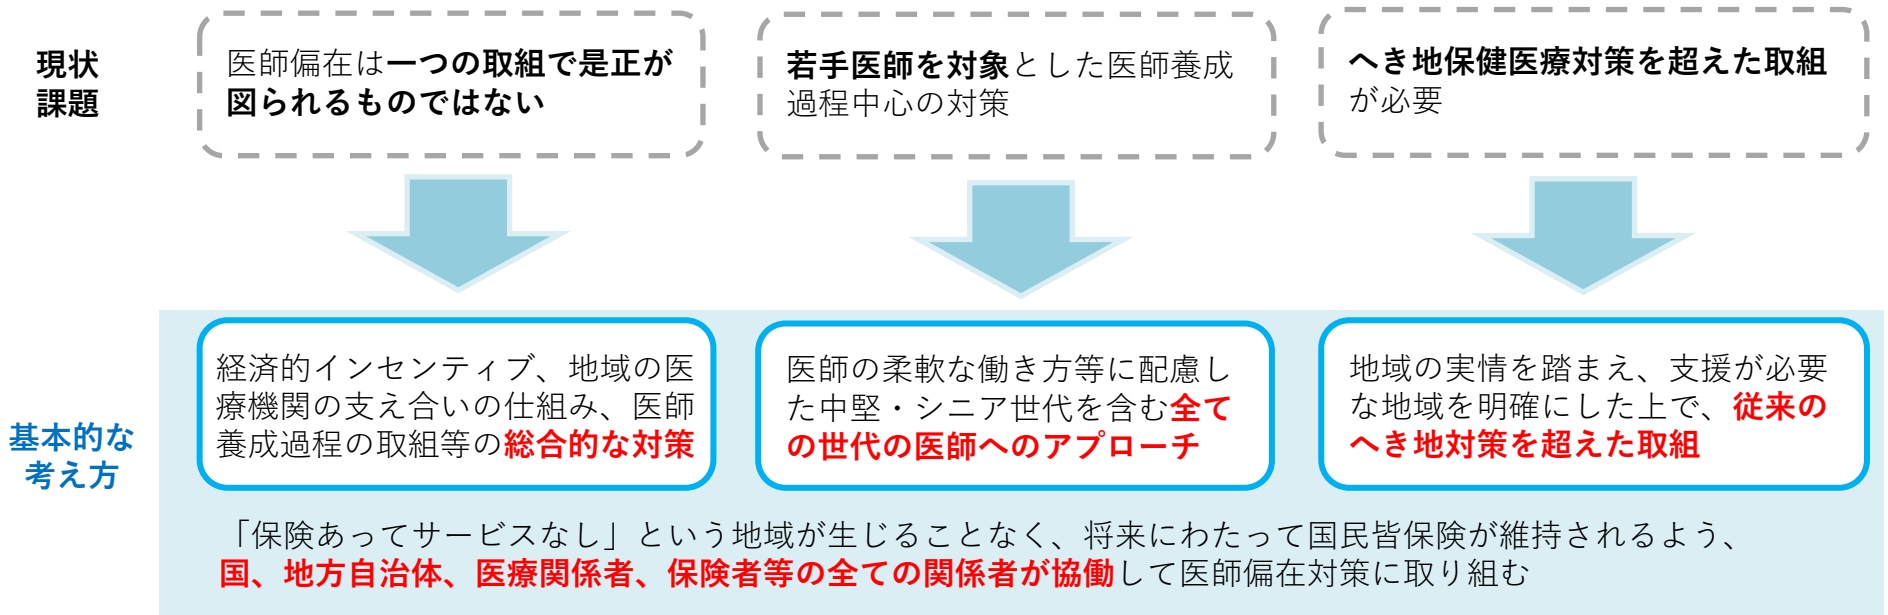 現状
課題
医師偏在は一つの取組で是正が
図られるものではない
若手医師を対象とした医師養成
過程中心の対策
へき地保健医療対策を超えた取組
が必要
基本的な
考え方
経済的インセンティブ、地域の医
療機関の支え合いの仕組み、医師
養成過程の取組等の総合的な対策
医師の柔軟な働き方等に配慮し
た中堅・シニア世代を含む全て
の世代の医師へのアプローチ
地域の実情を踏まえ、支援が必要
な地域を明確にした上で、従来の
へき地対策を超えた取組
「保険あってサービスなし」という地域が生じることなく、将来にわたって国民皆保険が維持されるよう、
国、地方自治体、医療関係者、保険者等の全ての関係者が協働して医師偏在対策に取り組む